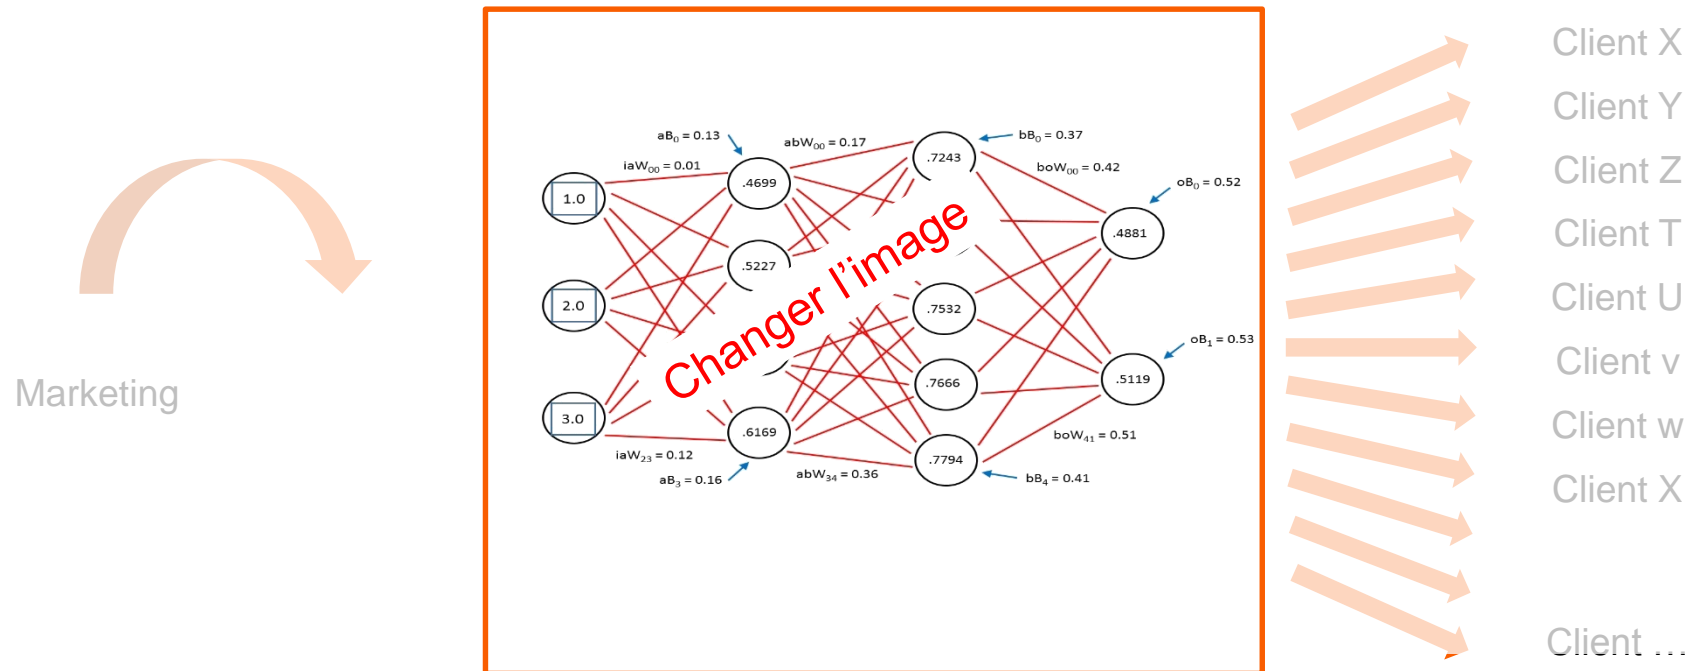 Marketing
aB₀ = 0.13
abW₀₀ = 0.17
bB₀ = 0.37
iaW₀₀ = 0.01
boW₀₀ = 0.42
oB₀ = 0.52
1.0
.4699
.7243
.4881
.5227
2.0
.7532
Changer l'image
oB₁ = 0.53
.7666
.5119
3.0
.6169
iaW₂₃ = 0.12
aB₃ = 0.16
abW₃₄ = 0.36
.7794
boW₄₁ = 0.51
bB₄ = 0.41
Client X
Client Y
Client Z
Client T
Client U
Client v
Client w
Client X
Client ...